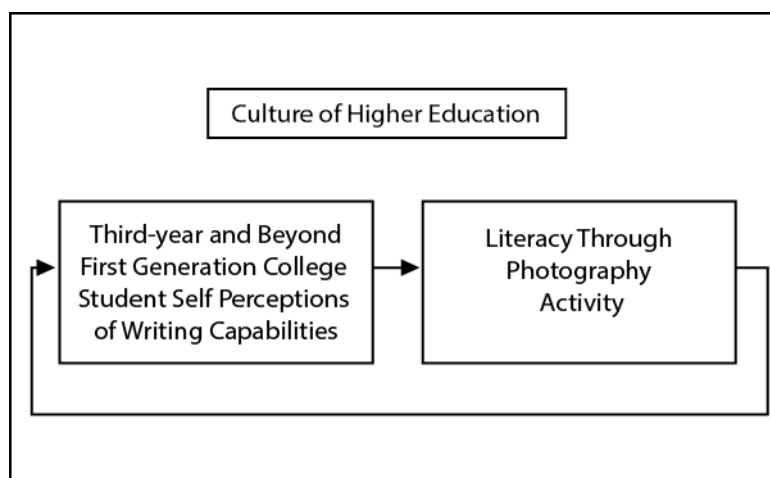 Culture of Higher Education
Third-year and Beyond
First Generation College
Student Self Perceptions
of Writing Capabilities
Literacy Through
Photography
Activity